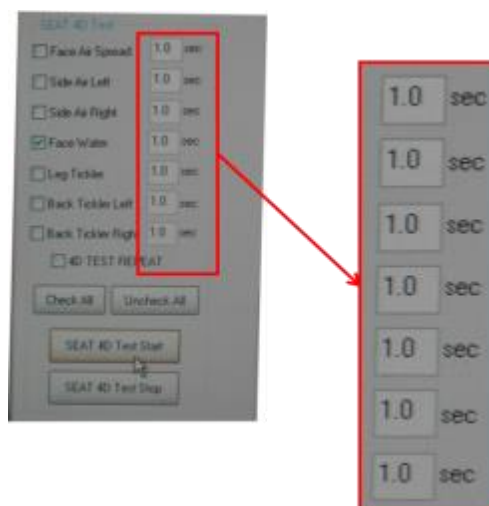 SEAT 4D Test
Face Air Spread 1.0 sec
Side Air Left 1.0 sec
Side Air Right 1.0 sec
Face Water 1.0 sec
Leg Tickler 1.0 sec
Back Tickler Left 1.0 sec
Back Tickler Right 1.0 sec
4D TEST REPEAT
Check All Uncheck All
SEAT 4D Test Start
SEAT 4D Test Stop
1.0 sec
1.0 sec
1.0 sec
1.0 sec
1.0 sec
1.0 sec
1.0 sec